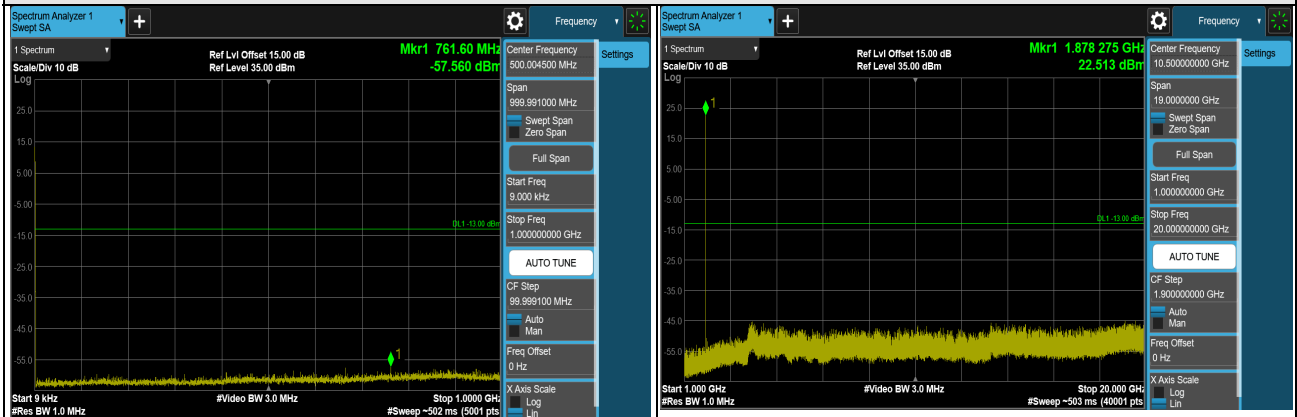 Spectrum Analyzer 1
Swept SA
+
Frequency
1 Spectrum
Scale/Div 10 dB
Ref Lvl Offset 15.00 dB
Ref Level 35.00 dBm
Mkr1 761.60 MHz
-57.560 dBm
Log
25.0
15.0
5.00
-5.00
-15.0
-25.0
-35.0
-45.0
-55.0
DL1 -13.00 dBm
1
Start 9 kHz
#Res BW 1.0 MHz
#Video BW 3.0 MHz
Stop 1.0000 GHz
#Sweep ~502 ms (5001 pts
Center Frequency
500.004500 MHz
Settings
Span
999.991000 MHz
Swept Span
Zero Span
Full Span
Start Freq
9.000 kHz
Stop Freq
1.000000000 GHz
AUTO TUNE
CF Step
99.999100 MHz
Auto
Man
Freq Offset
0 Hz
X Axis Scale
Log
Lin
Spectrum Analyzer 1
Swept SA
+
Frequency
1 Spectrum
Scale/Div 10 dB
Ref Lvl Offset 15.00 dB
Ref Level 35.00 dBm
Mkr1 1.878 275 GHz
22.513 dBm
Log
25.0
15.0
5.00
-5.00
-15.0
-25.0
-35.0
-45.0
-55.0
DL1 -13.00 dBm
1
Start 1.000 GHz
#Res BW 1.0 MHz
#Video BW 3.0 MHz
Stop 20.000 GHz
#Sweep ~503 ms (40001 pts
Center Frequency
10.500000000 GHz
Settings
Span
19.0000000 GHz
Swept Span
Zero Span
Full Span
Start Freq
1.000000000 GHz
Stop Freq
20.000000000 GHz
AUTO TUNE
CF Step
1.900000000 GHz
Auto
Man
Freq Offset
0 Hz
X Axis Scale
Log
Lin